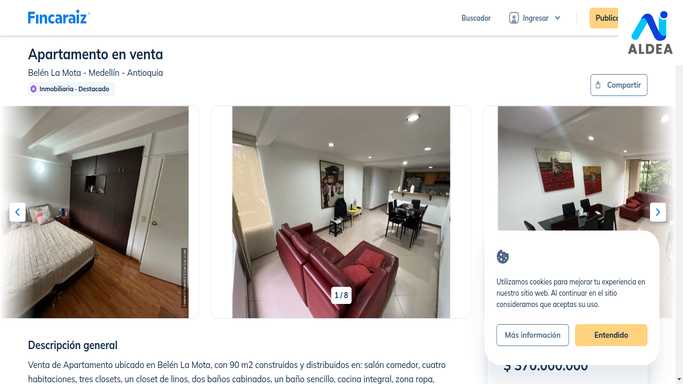 Fincaraiz
Buscador
Ingresar
Public
ALDEA
Apartamento en venta
Belén La Mota - Medellín - Antioquia
Inmobiliaria - Destacado
Compartir
1 / 8
Utilizamos cookies para mejorar tu experiencia en
nuestro sitio web. Al continuar en el sitio
consideramos que aceptas su uso.
Más información
Entendido
$ 370.000.000
Descripción general
Venta de Apartamento ubicado en Belén La Mota, con 90 m2 construidos y distribuidos en: salón comedor, cuatro
habitaciones, tres closets, un closet de linos, dos baños cabinados, un baño sencillo, cocina integral, zona ropa,